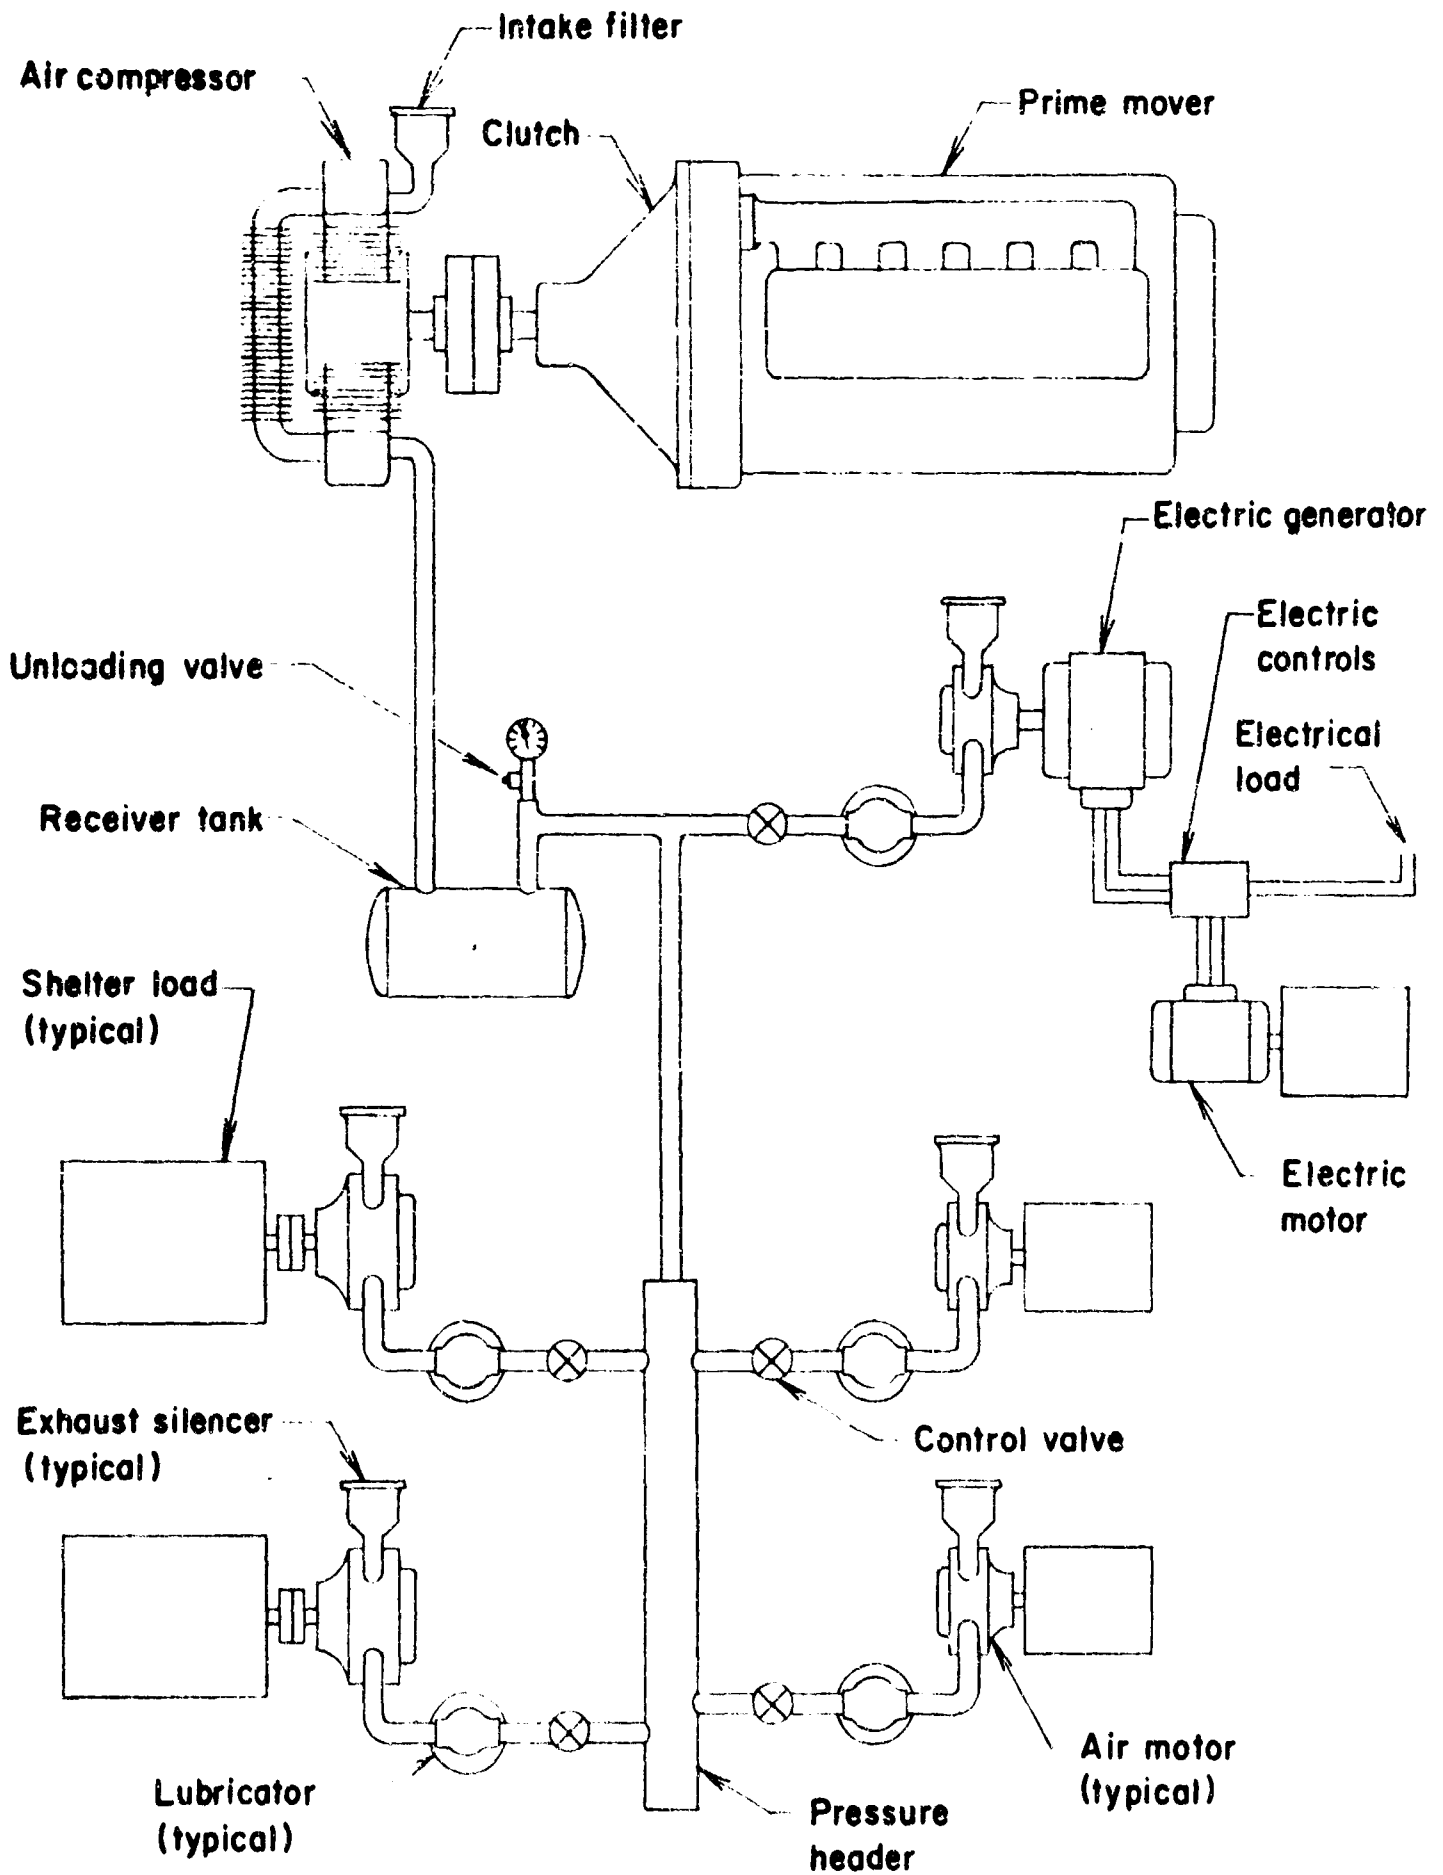 Intake filter
Air compressor
Prime mover
Clutch
Electric generator
Electric
controls
Unloading valve
Electrical
load
Receiver tank
Shelter load
(typical)
Electric
motor
Exhaust silencer
(typical)
Control valve
Air motor
(typical)
Lubricator
(typical)
Pressure
header